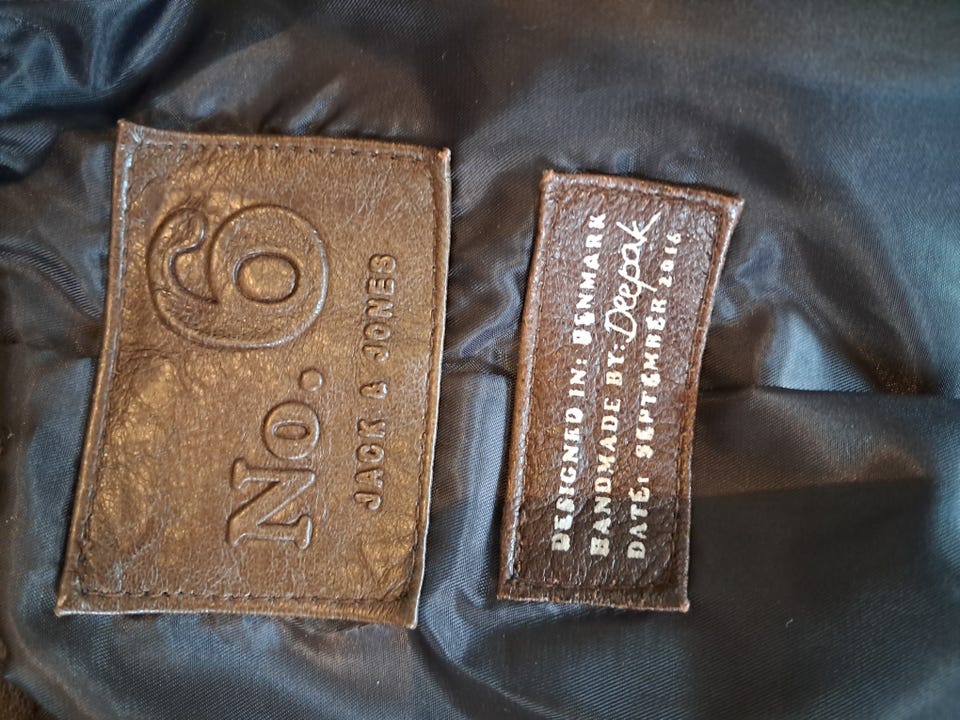 No. 6
JACK & JONES
DESIGNED IN: DENMARK
HANDMADE BY: Deepak
DATE: SEPTEMBER 2016